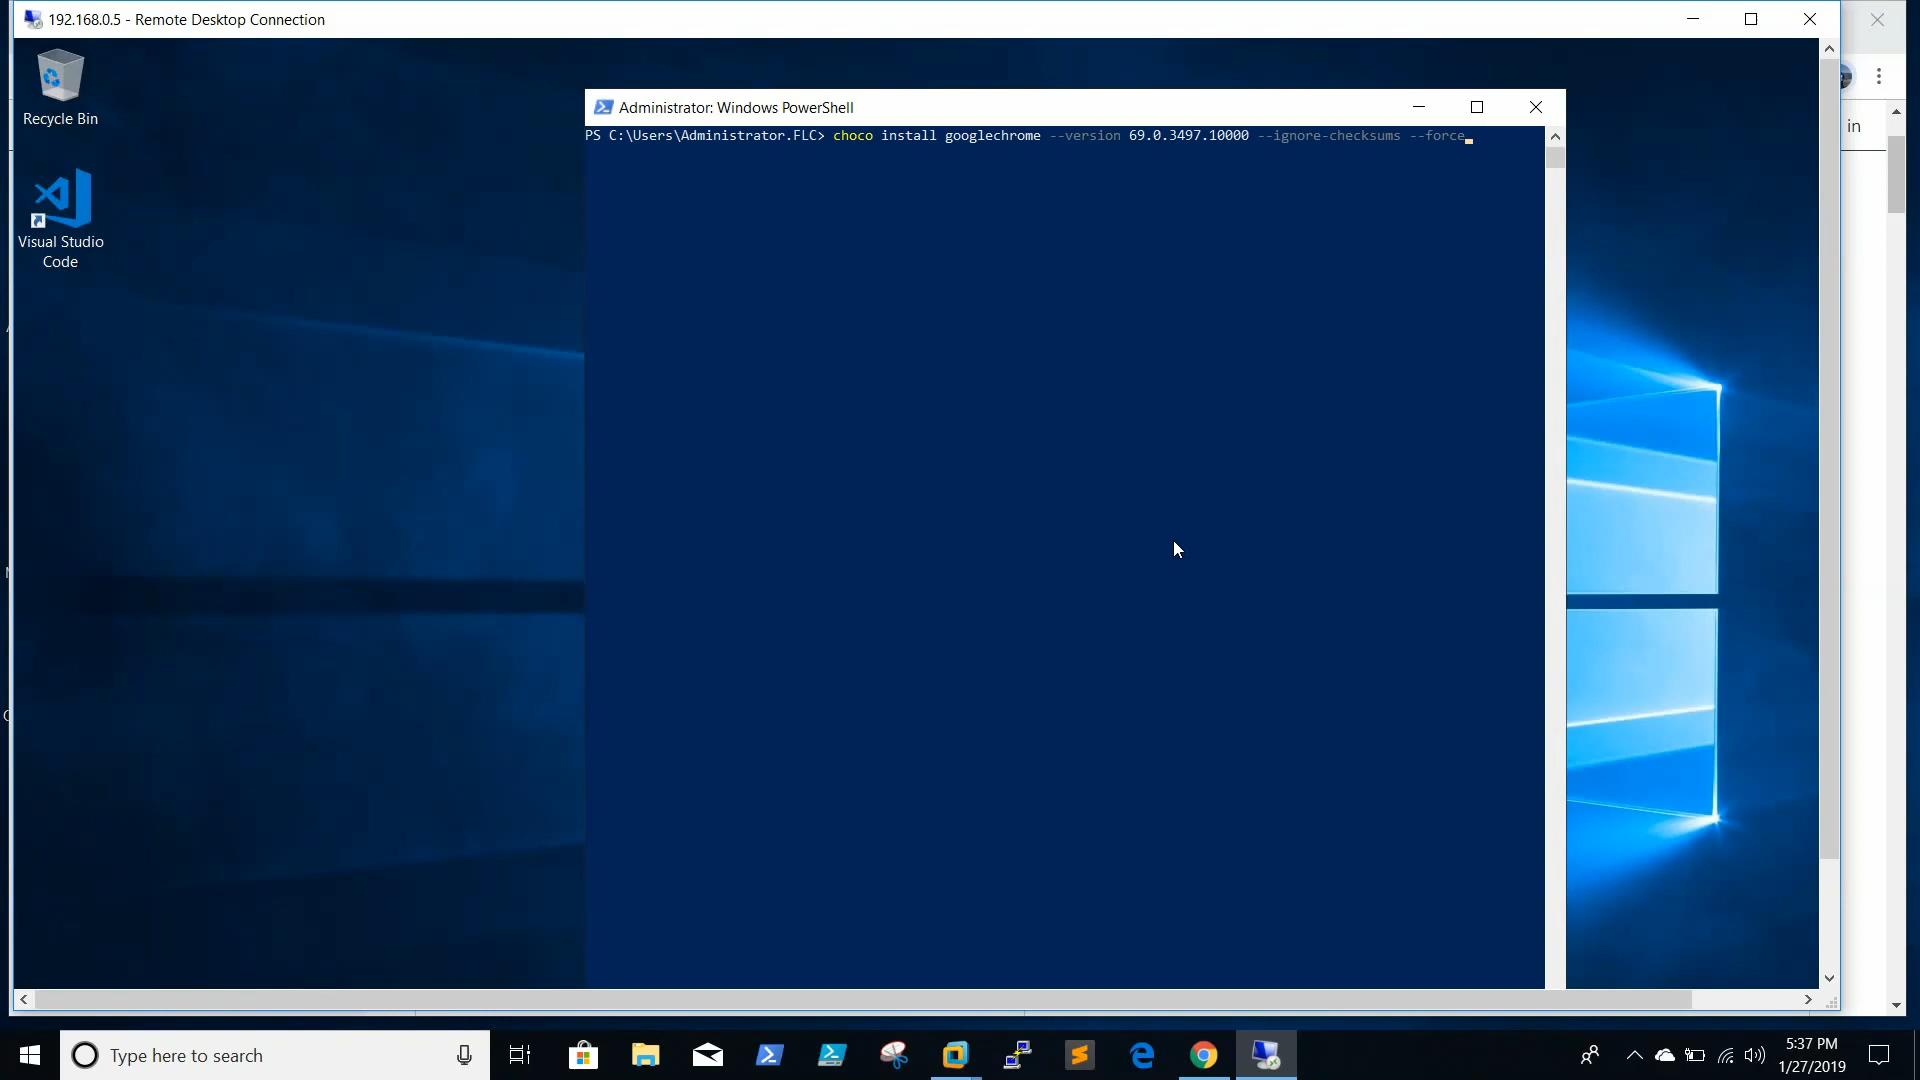 192.168.0.5 - Remote Desktop Connection
Recycle Bin
Visual Studio
Code
Administrator: Windows PowerShell
PS C:\Users\Administrator.FLC> choco install googlechrome --version 69.0.3497.10000 --ignore-checksums --force
in
Type here to search
5:37 PM
1/27/2019